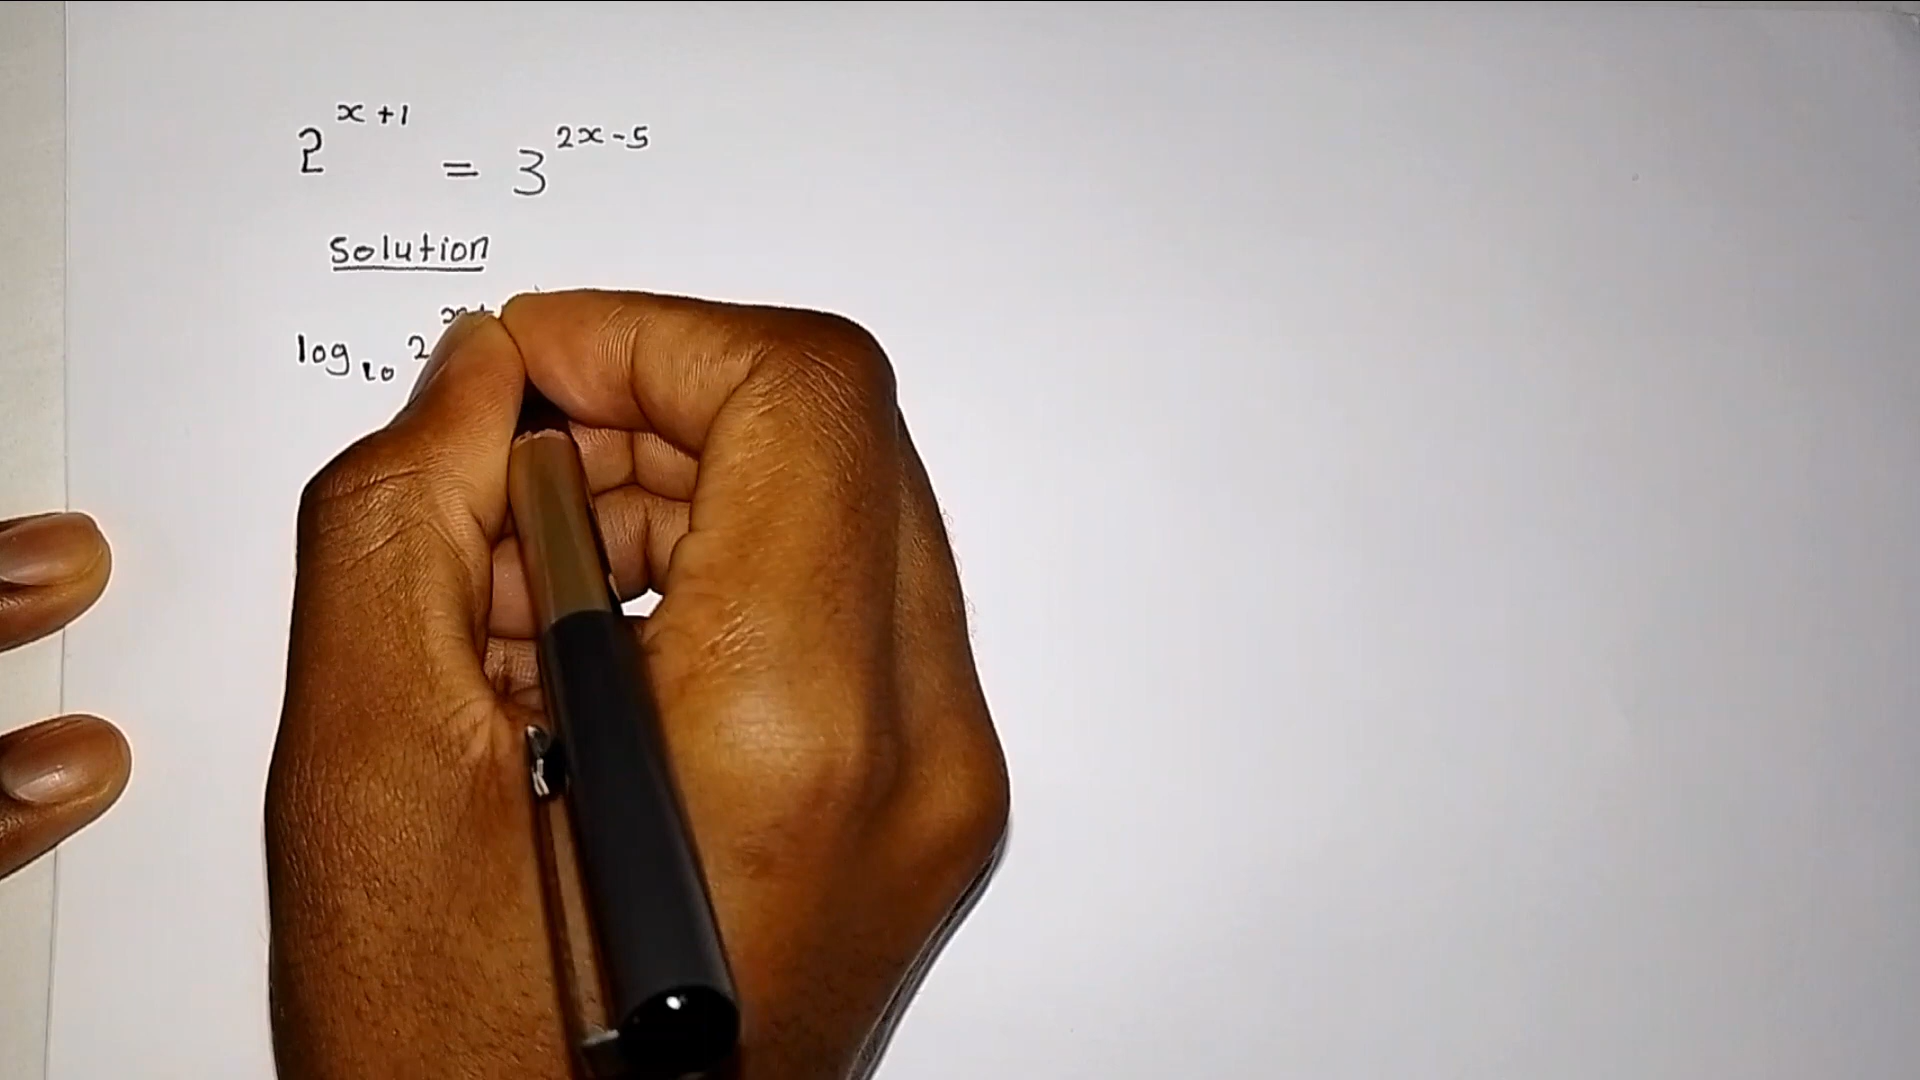 2^{x+1} = 3^{2x-5}
Solution
log₁₀ 2^{x+